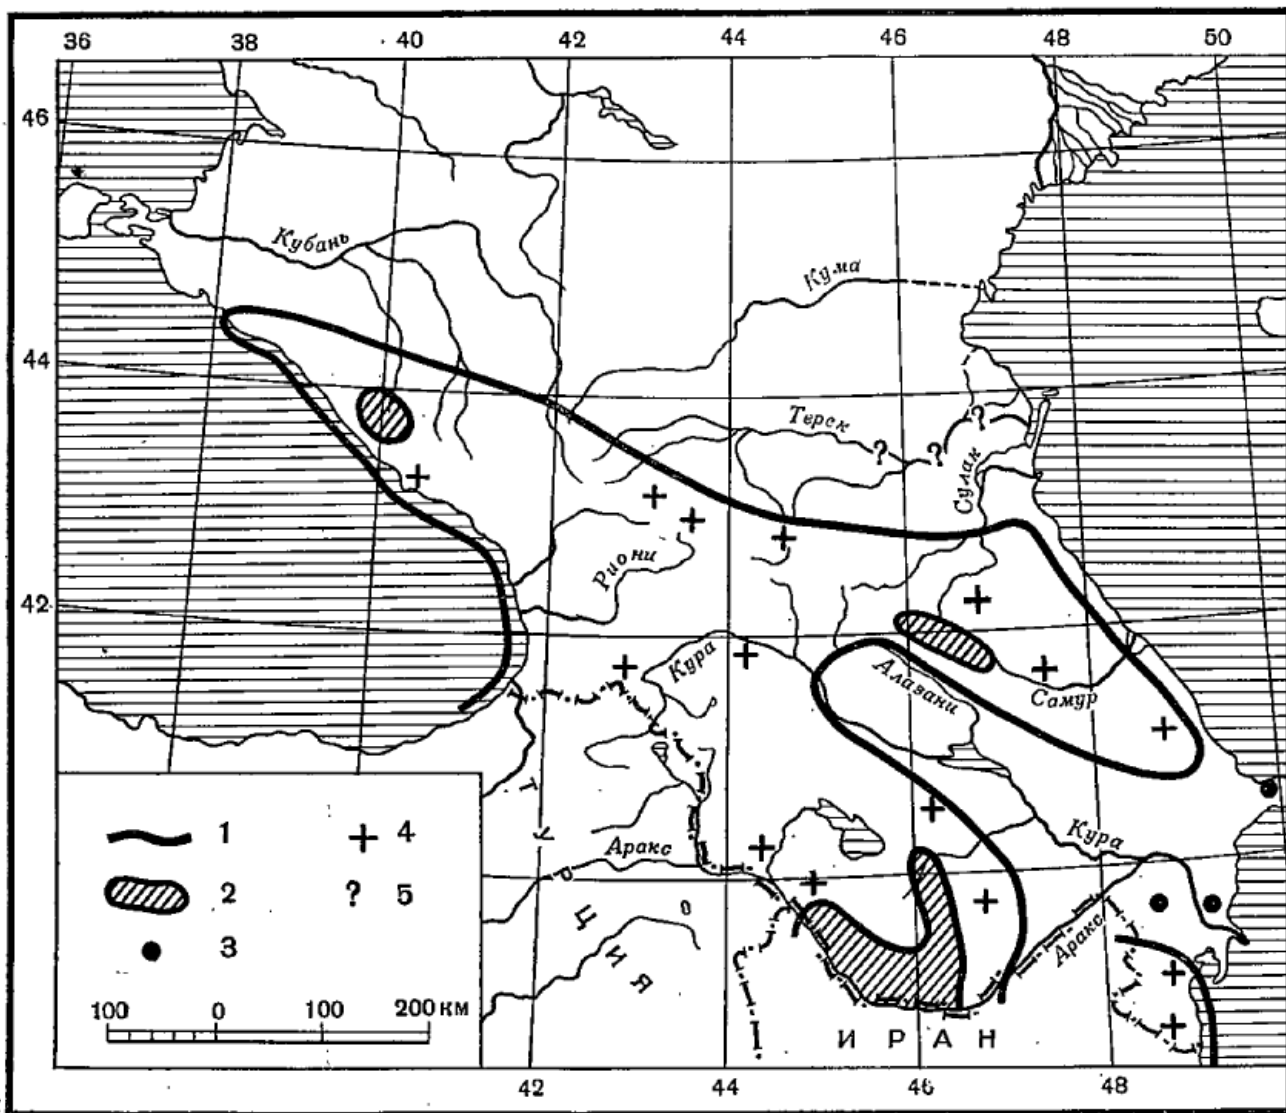 36 38 40 42 44 46 48 50
46
Кубань
Кума
44
Терек
?
?
?
Сулак
Риони
42
Кура
Алазани
Самур
1 4
Т У Р Ц И Я
Аракс
Кура
2 ? 5
3
Аракс
100 0 100 200 км
ИРАН
42 44 46 48